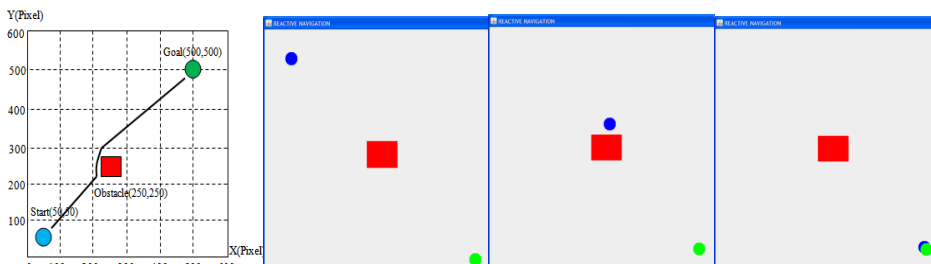 Y(Pixel)
600
Goal(500,500)
500
400
300
200
Obstacle(250,250)
Start(50,50)
100
X(Pixel)
REACTIVE NAVIGATION
REACTIVE NAVIGATION
REACTIVE NAVIGATION